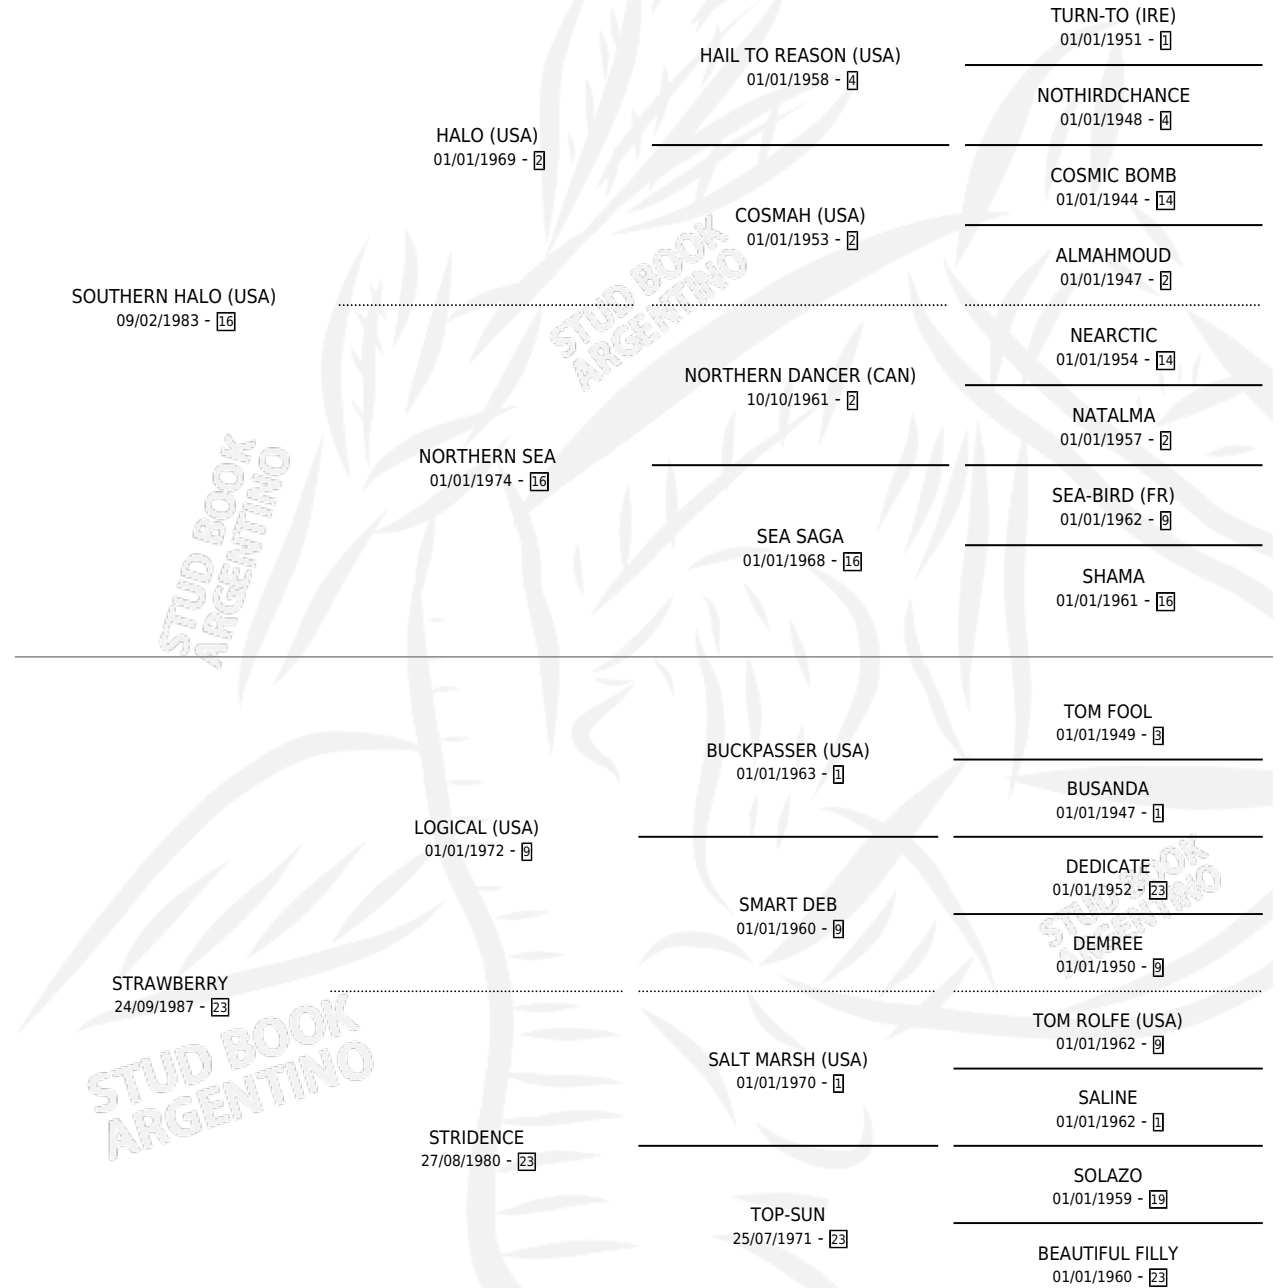 TURN-TO (IRE)
01/01/1951 - 1
HAIL TO REASON (USA)
01/01/1958 - 4
NOTHIRDCHANCE
01/01/1948 - 4
HALO (USA)
01/01/1969 - 2
COSMIC BOMB
01/01/1944 - 14
COSMAH (USA)
01/01/1953 - 2
ALMAHMOUD
01/01/1947 - 2
SOUTHERN HALO (USA)
09/02/1983 - 16
NEARCTIC
01/01/1954 - 14
NORTHERN DANCER (CAN)
10/10/1961 - 2
NATALMA
01/01/1957 - 2
NORTHERN SEA
01/01/1974 - 16
SEA-BIRD (FR)
01/01/1962 - 9
SEA SAGA
01/01/1968 - 16
SHAMA
01/01/1961 - 16
TOM FOOL
01/01/1949 - 3
BUCKPASSER (USA)
01/01/1963 - 1
BUSANDA
01/01/1947 - 1
LOGICAL (USA)
01/01/1972 - 9
DEDICATE
01/01/1952 - 23
SMART DEB
01/01/1960 - 9
DEMREE
01/01/1950 - 9
STRAWBERRY
24/09/1987 - 23
TOM ROLFE (USA)
01/01/1962 - 9
SALT MARSH (USA)
01/01/1970 - 1
SALINE
01/01/1962 - 1
STRIDENCE
27/08/1980 - 23
SOLAZO
01/01/1959 - 19
TOP-SUN
25/07/1971 - 23
BEAUTIFUL FILLY
01/01/1960 - 23
STUD BOOK
ARGENTINO
STUD BOOK
ARGENTINO
STUD BOOK
ARGENTINO
STUD BOOK
ARGENTINO